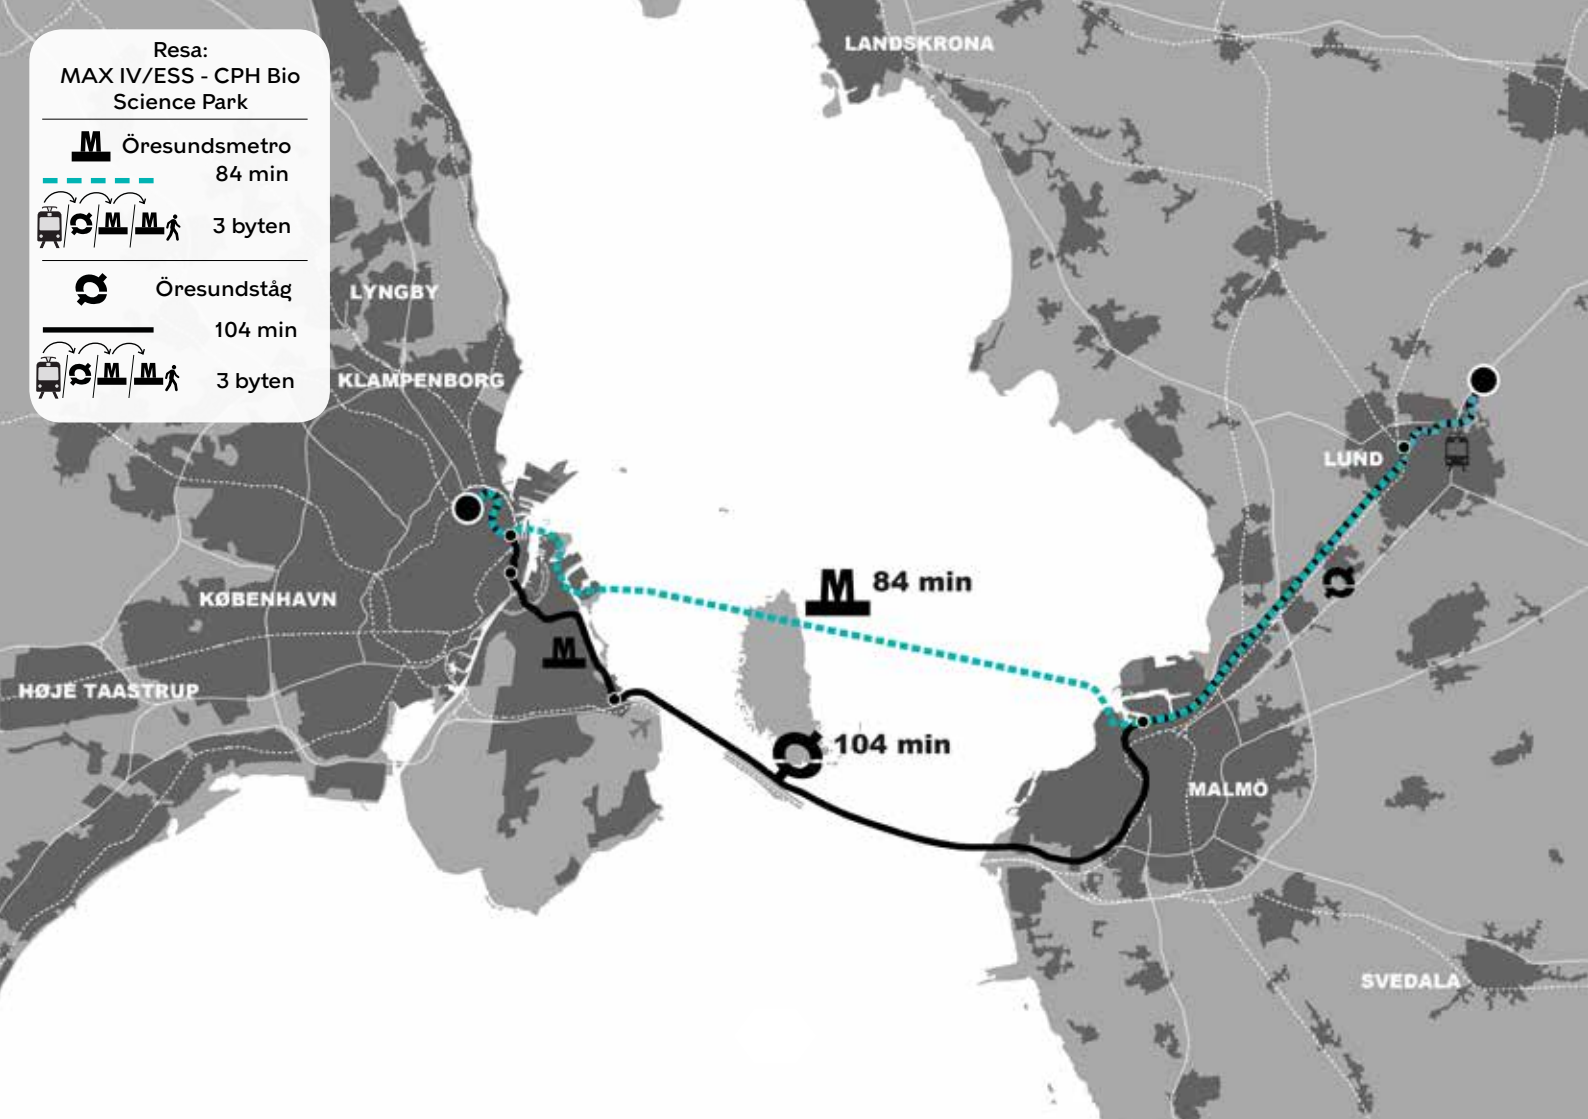 Resa:
MAX IV/ESS - CPH Bio
Science Park
M Öresundsmetro
84 min
M M
3 byten
Öresundståg
104 min
M M
3 byten
LANDSKRONA
LYNGBY
KLAMPENBORG
LUND
M 84 min
KØBENHAVN
M
HØJE TAASTRUP
104 min
MALMÖ
SVEDALA